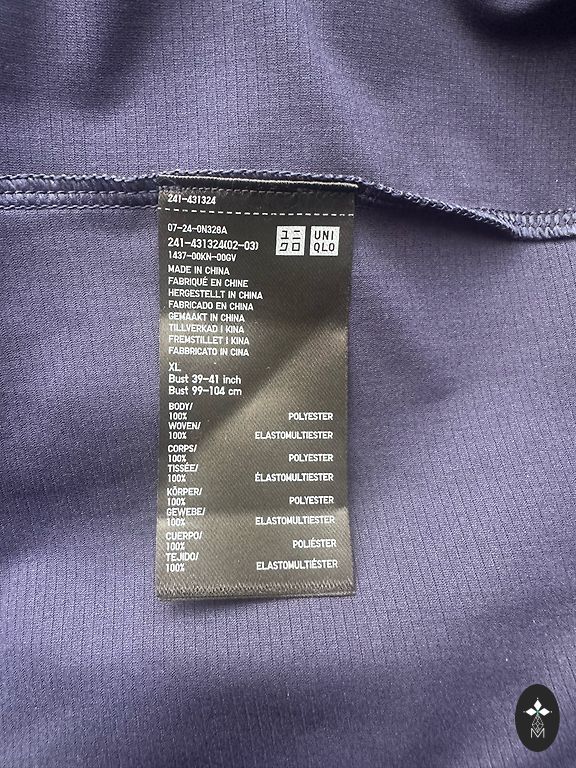 241-431324
07-24-0N328A
241-431324(02-03)
1437-00KN-00GV
ユニ
クロ
UNI
QLO
MADE IN CHINA
FABRIQUÉ EN CHINE
HERGESTELLT IN CHINA
FABRICADO EN CHINA
GEMAAKT IN CHINA
TILLVERKAD I KINA
FREMSTILLET I KINA
FABBRICATO IN CINA
XL
Bust 39-41 inch
Bust 99-104 cm
BODY/
100% POLYESTER
WOVEN/
100% ELASTOMULTIESTER
CORPS/
100% POLYESTER
TISSÉE/
100% ÉLASTOMULTIESTER
KÖRPER/
100% POLYESTER
GEWEBE/
100% ELASTOMULTIESTER
CUERPO/
100% POLIÉSTER
TEJIDO/
100% ELASTOMULTIÉSTER
M